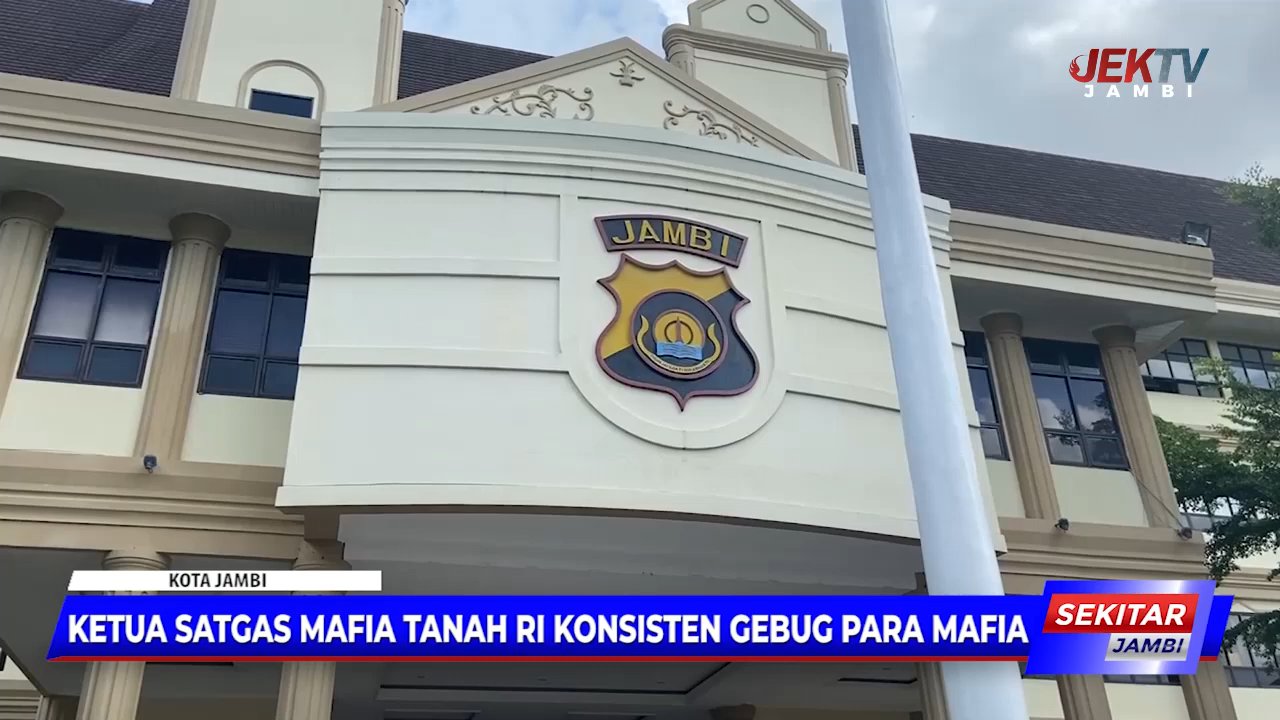 JEKTV
JAMBI
JAMBI
KOTA JAMBI
KETUA SATGAS MAFIA TANAH RI KONSISTEN GEBUG PARA MAFIA
SEKITAR
JAMBI